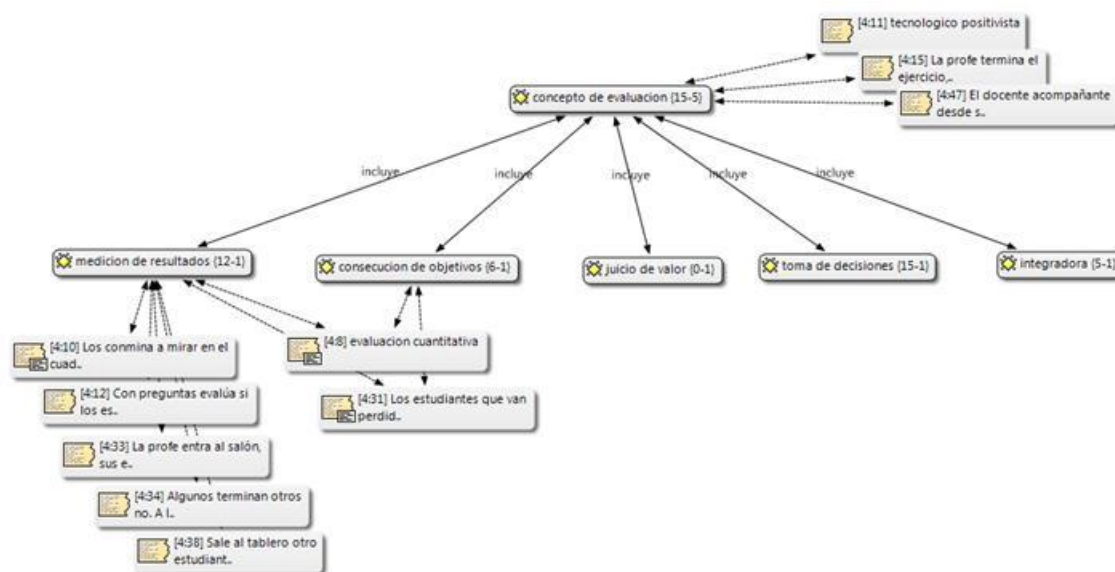 [4:11] tecnologico positivista
[4:15] La profe termina el
ejercicio,..
[4:47] El docente acompañante
desde s..
concepto de evaluacion {15-5}
incluye
incluye
incluye
incluye
incluye
medicion de resultados {12-1}
consecucion de objetivos {6-1}
juicio de valor {0-1}
toma de decisiones {15-1}
integradora {5-1}
[4:10] Los conmina a mirar en el
cuad..
[4:8] evaluacion cuantitativa
[4:12] Con preguntas evalúa si
los es..
[4:31] Los estudiantes que van
perdid..
[4:33] La profe entra al salón,
sus e..
[4:34] Algunos terminan otros
no. A l..
[4:38] Sale al tablero otro
estudiant..